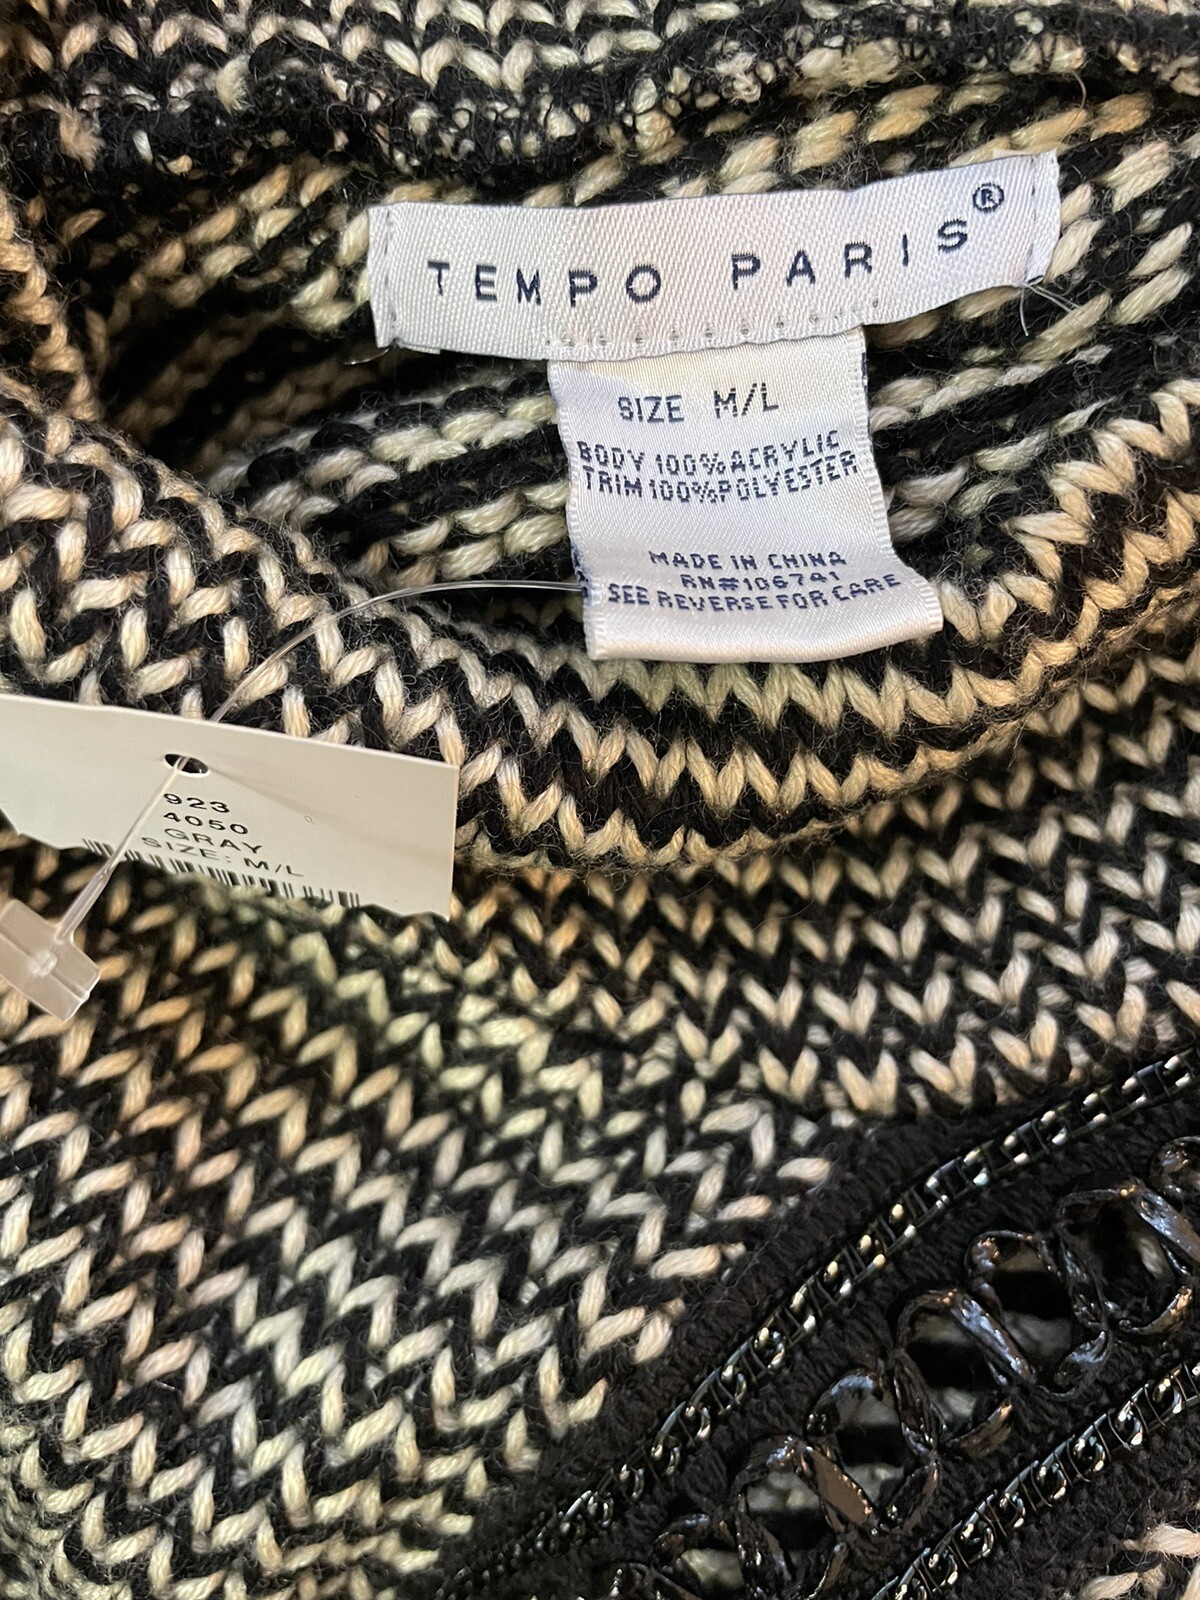 TEMPO PARIS®
SIZE M/L
BODY 100% ACRYLIC
TRIM 100% POLYESTER
MADE IN CHINA
RN#106741
SEE REVERSE FOR CARE
923
4050
GRAY
SIZE: M/L